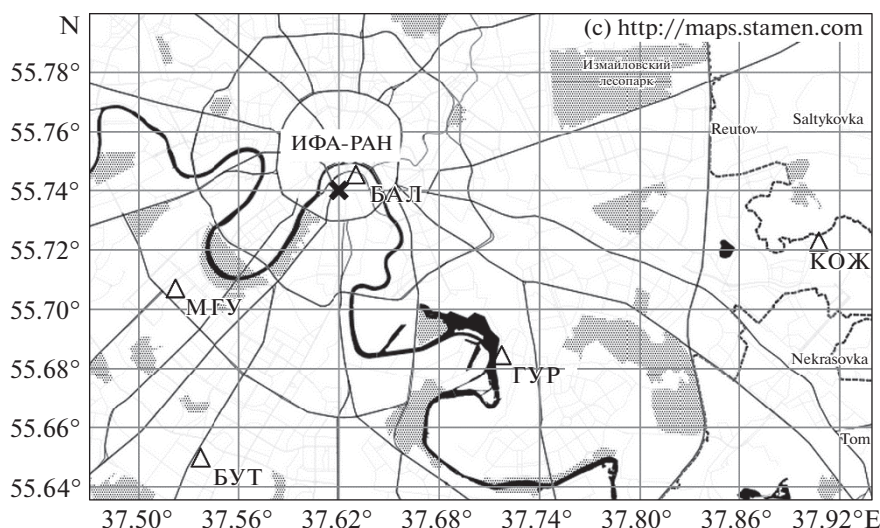 N
(c) http://maps.stamen.com
55.78°
Измайловский
лесопарк
55.76°
Reutov
Saltykovka
ИФА-РАН
55.74°
БАЛ
55.72°
КОЖ
55.70°
МГУ
55.68°
ГУР
Nekrasovka
55.66°
Tom
БУТ
55.64°
37.50° 37.56° 37.62° 37.68° 37.74° 37.80° 37.86° 37.92° E